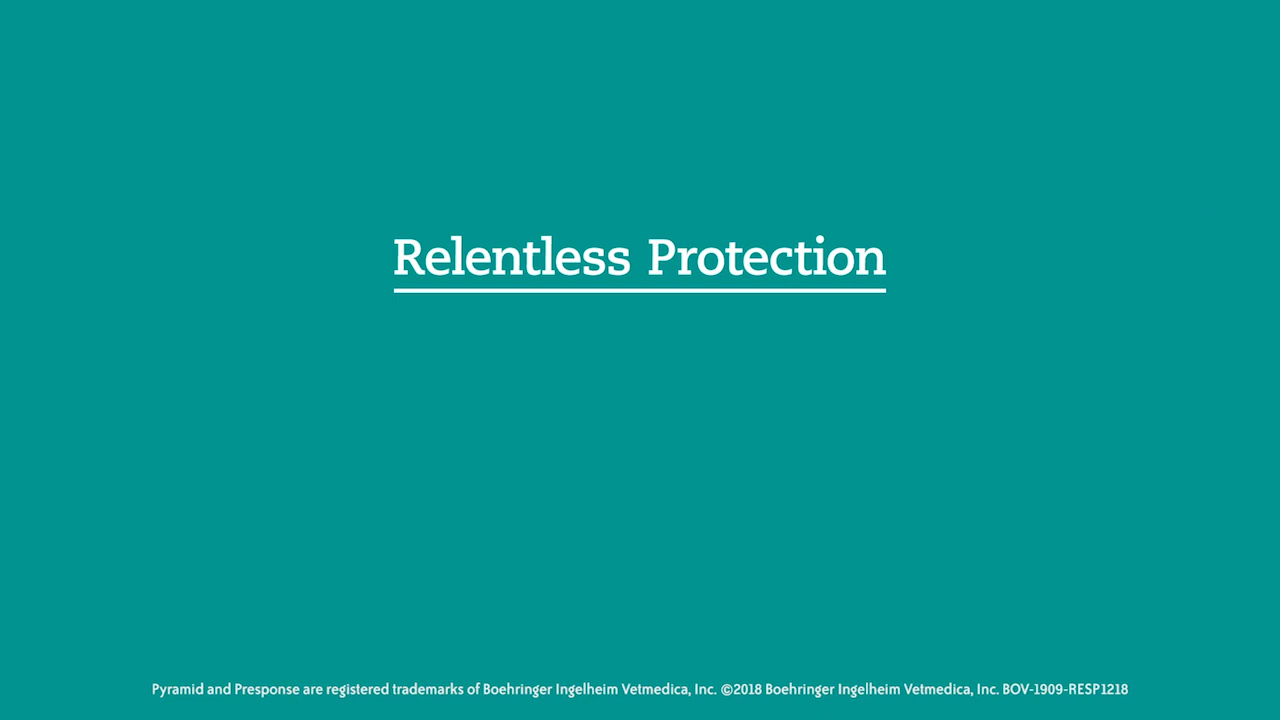 Relentless Protection
Pyramid and Presponse are registered trademarks of Boehringer Ingelheim Vetmedica, Inc. ©2018 Boehringer Ingelheim Vetmedica, Inc. BOV-1909-RESP1218